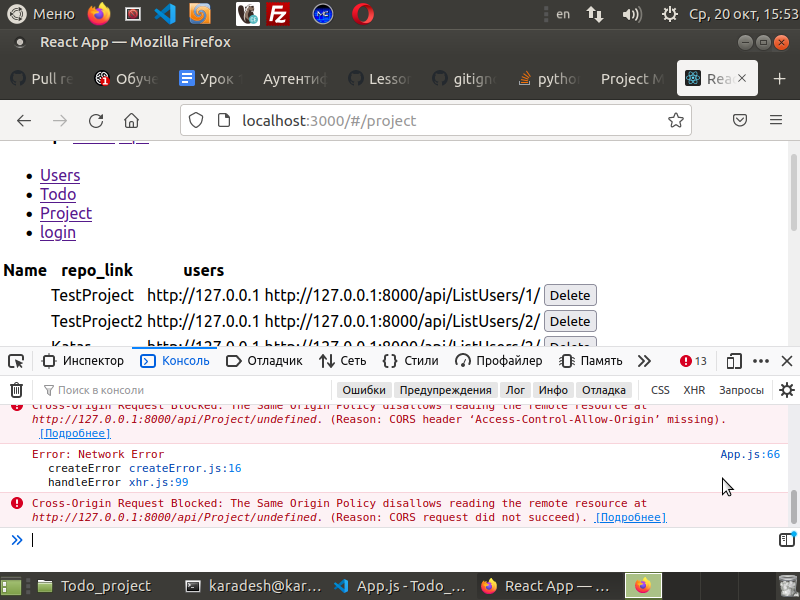 Меню
en
Ср, 20 окт, 15:53
React App — Mozilla Firefox
Pull re
Обуче
Урок 1
Аутентиф
Lesson
gitign
pytho
Project M
Rea
localhost:3000/#/project
Users
Todo
Project
login
Name repo_link users
TestProject http://127.0.0.1 http://127.0.0.1:8000/api/ListUsers/1/ Delete
TestProject2 http://127.0.0.1 http://127.0.0.1:8000/api/ListUsers/2/ Delete
Инспектор Консоль Отладчик Сеть Стили Профайлер Память 13
Поиск в консоли Ошибки Предупреждения Лог Инфо Отладка CSS XHR Запросы
Cross-Origin Request Blocked: The Same Origin Policy disallows reading the remote resource at
http://127.0.0.1:8000/api/Project/undefined. (Reason: CORS header ‘Access-Control-Allow-Origin’ missing).
[Подробнее]
Error: Network Error App.js:66
createError createError.js:16
handleError xhr.js:99
Cross-Origin Request Blocked: The Same Origin Policy disallows reading the remote resource at
http://127.0.0.1:8000/api/Project/undefined. (Reason: CORS request did not succeed). [Подробнее]
Todo_project
karadesh@kar...
App.js - Todo_...
React App — ...